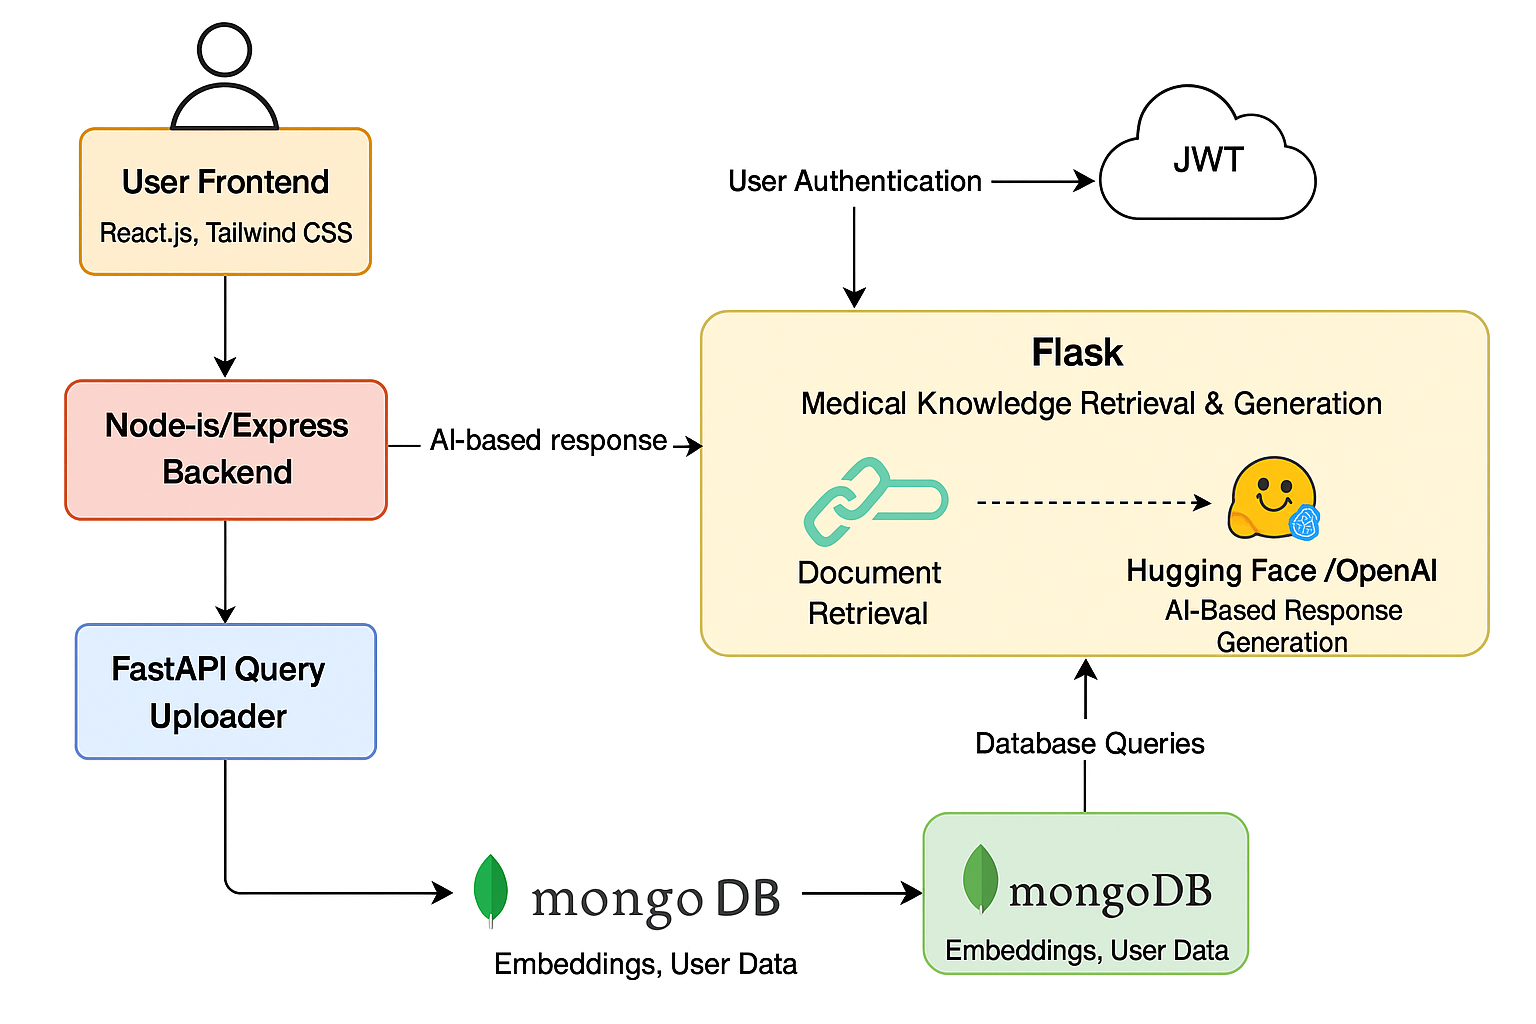 User Frontend
React.js, Tailwind CSS
Node-is/Express
Backend
FastAPI Query
Uploader
AI-based response
User Authentication
JWT
Flask
Medical Knowledge Retrieval & Generation
Document
Retrieval
Hugging Face /OpenAI
AI-Based Response
Generation
Database Queries
mongo DB
Embeddings, User Data
mongoDB
Embeddings, User Data